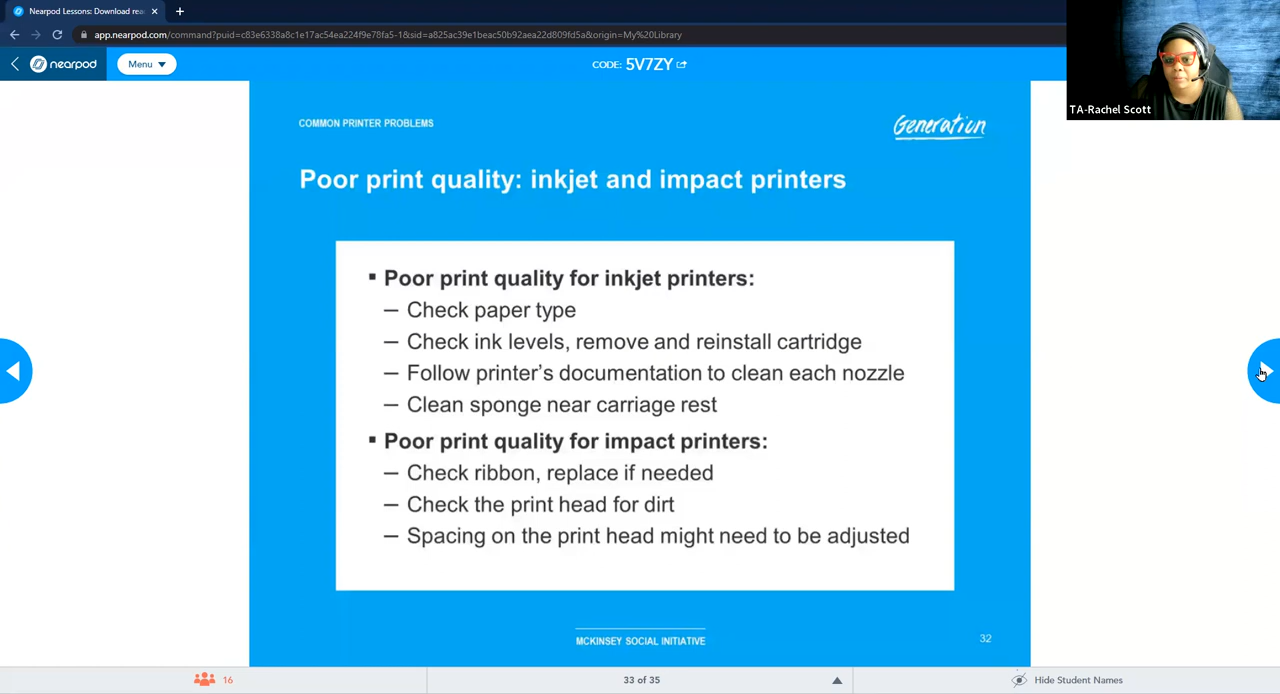 Nearpod Lessons: Download rea
app.nearpod.com/command?puid=c83e6338a8c1e17ac54ea224f9e78fa5-1&sid=a825ac39e1beac50b92aea22d809fd5a&origin=My%20Library
nearpod
Menu
CODE: 5V7ZY
TA-Rachel Scott
COMMON PRINTER PROBLEMS
Generation
Poor print quality: inkjet and impact printers
▪ Poor print quality for inkjet printers:
– Check paper type
– Check ink levels, remove and reinstall cartridge
– Follow printer's documentation to clean each nozzle
– Clean sponge near carriage rest
▪ Poor print quality for impact printers:
– Check ribbon, replace if needed
– Check the print head for dirt
– Spacing on the print head might need to be adjusted
MCKINSEY SOCIAL INITIATIVE
32
16
33 of 35
Hide Student Names